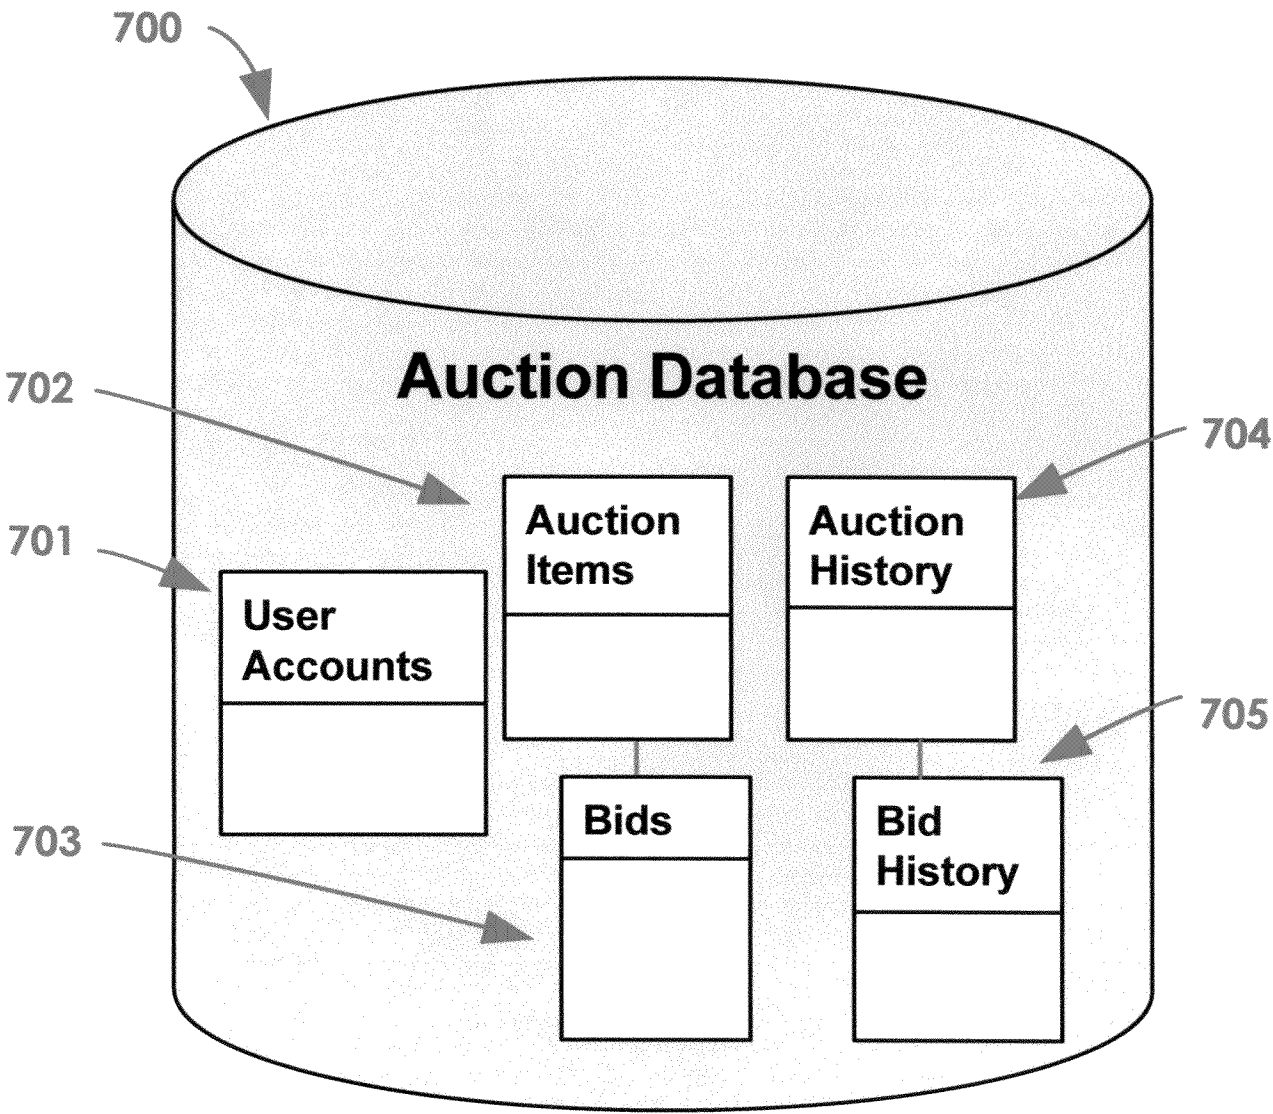 700
Auction Database
702
704
Auction
Items
Auction
History
701
User
Accounts
705
703
Bids
Bid
History